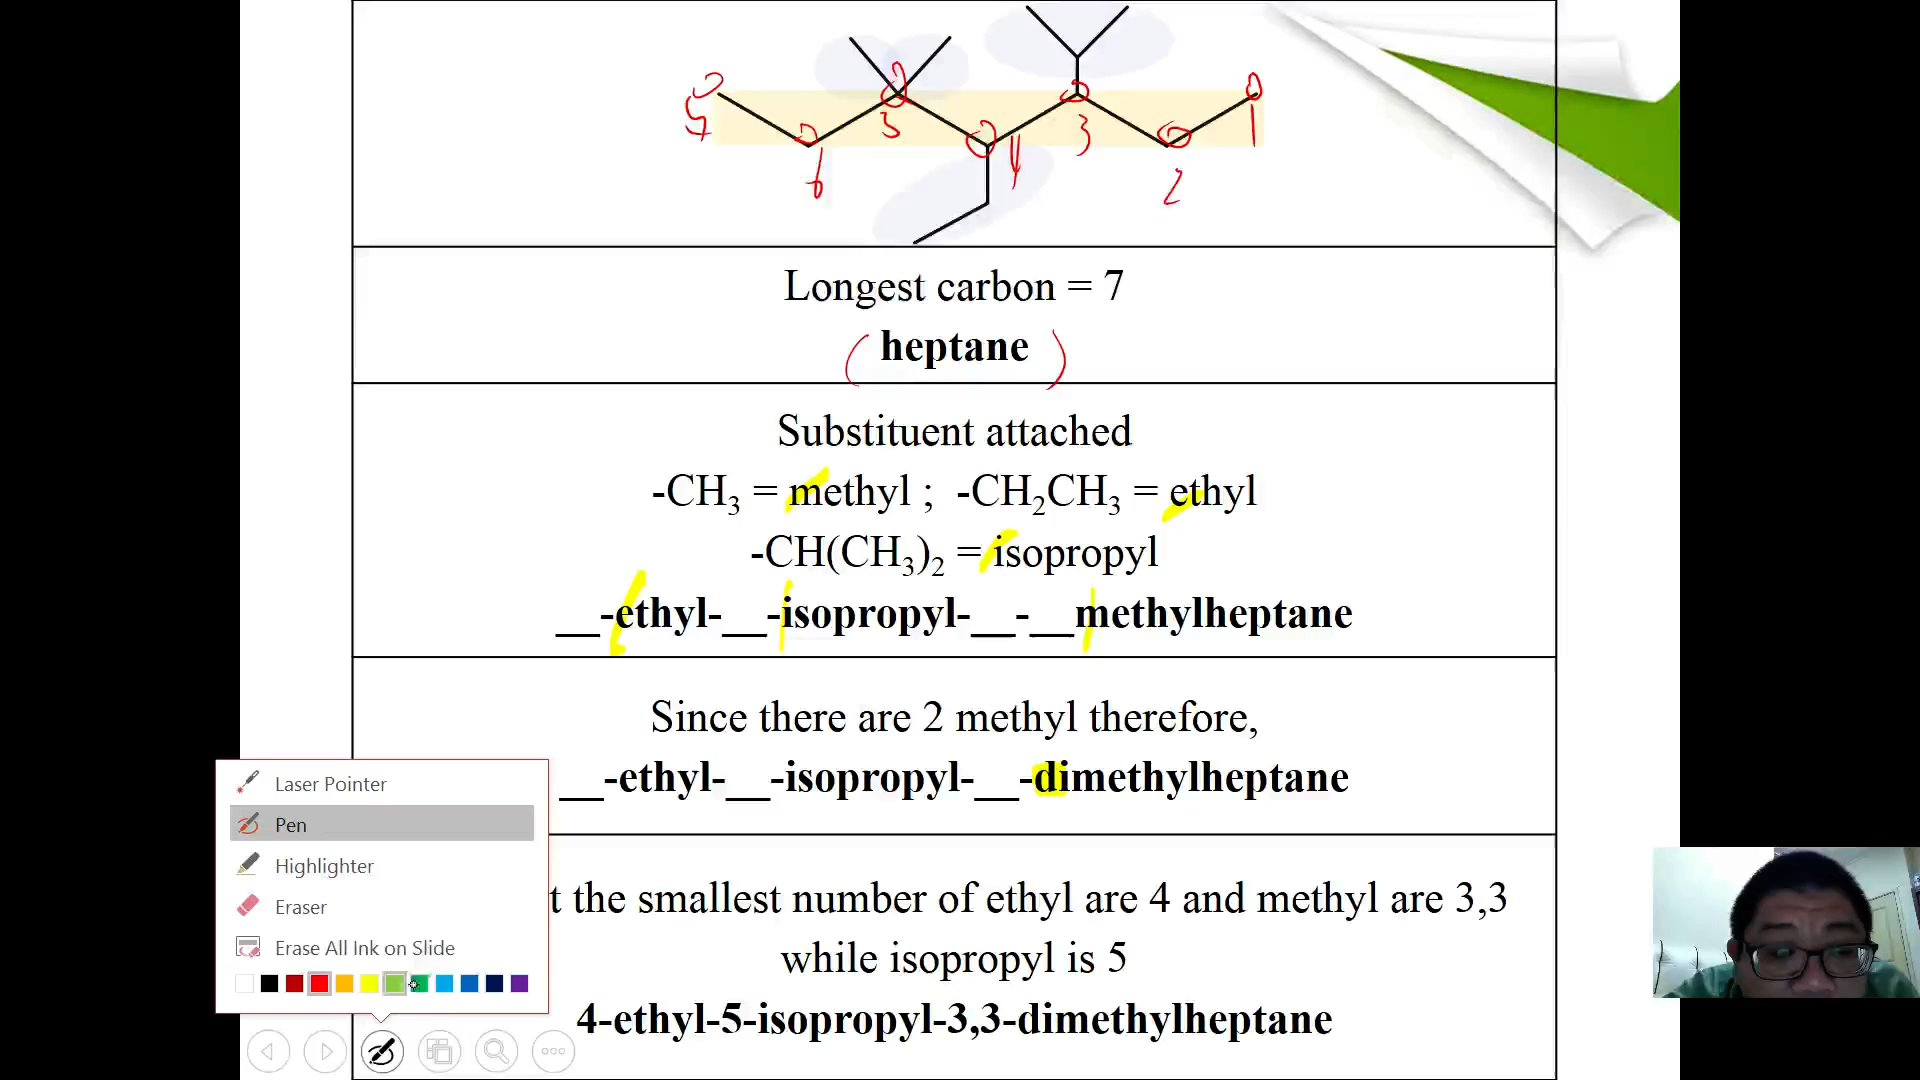 7 6 5 4 3 2 1
Longest carbon = 7
( heptane )
Substituent attached
-CH₃ = methyl ; -CH₂CH₃ = ethyl
-CH(CH₃)₂ = isopropyl
__-ethyl-__-isopropyl-__-__methylheptane
Since there are 2 methyl therefore,
__-ethyl-__-isopropyl-__-dimethylheptane
t the smallest number of ethyl are 4 and methyl are 3,3
while isopropyl is 5
4-ethyl-5-isopropyl-3,3-dimethylheptane
Laser Pointer
Pen
Highlighter
Eraser
Erase All Ink on Slide